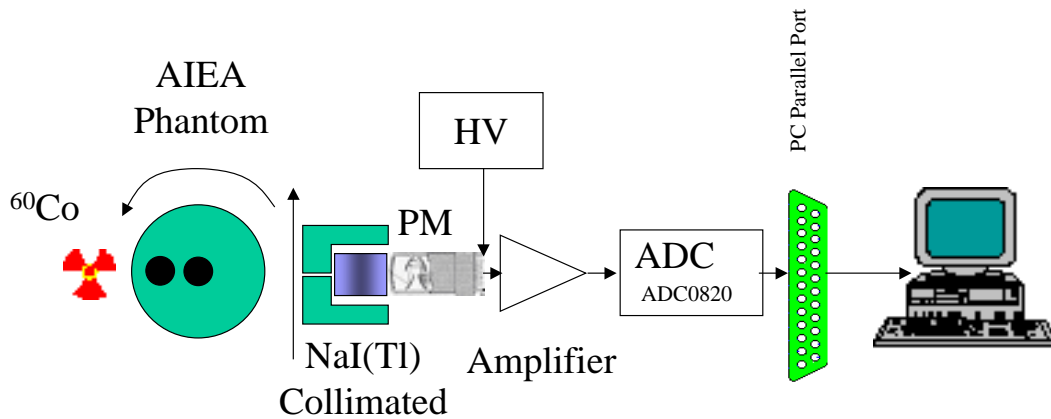 AIEA
Phantom
⁶⁰Co
HV
PM
NaI(Tl)
Collimated
Amplifier
ADC
ADC0820
PC Parallel Port